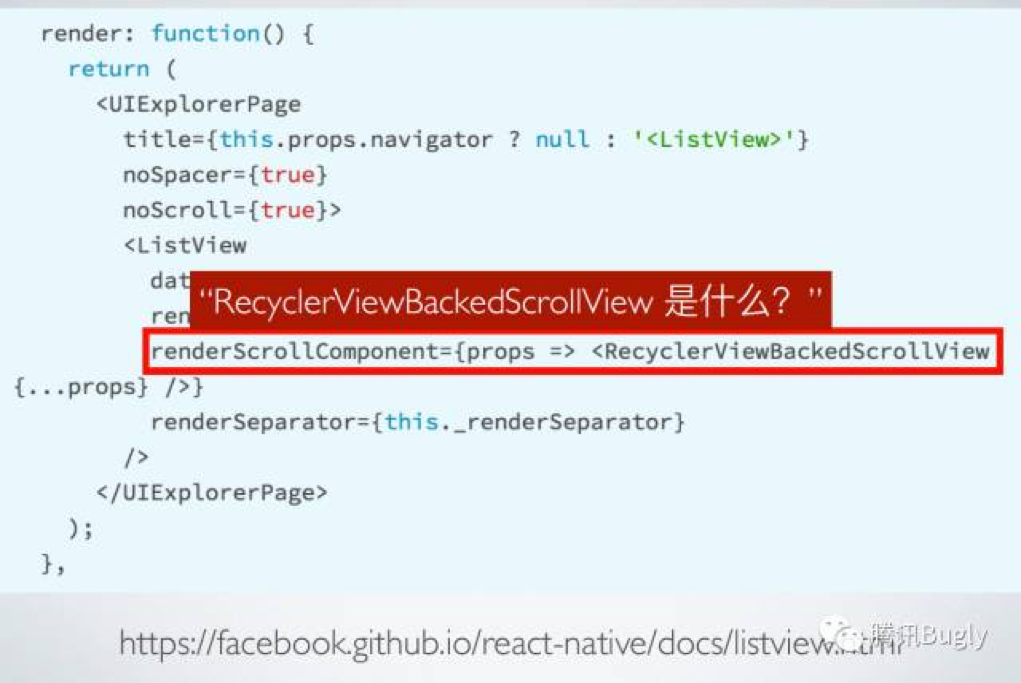 render: function() {
return (
<UIExplorerPage
title={this.props.navigator ? null : '<ListView>'}
noSpacer={true}
noScroll={true}>
<ListView
dat
“RecyclerViewBackedScrollView 是什么？”
ren
renderScrollComponent={props => <RecyclerViewBackedScrollView
{...props} />}
renderSeparator={this._renderSeparator}
/>
</UIExplorerPage>
);
},
https://facebook.github.io/react-native/docs/listview.html
腾讯Bugly